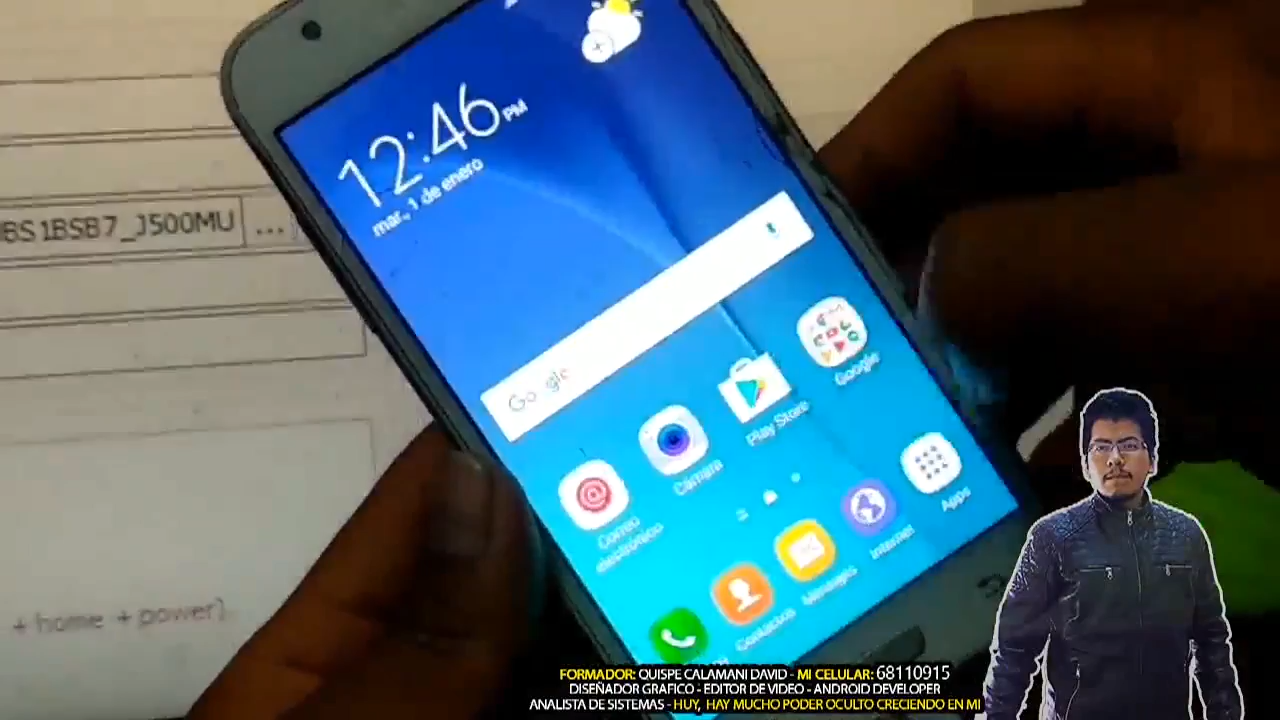 12:46 PM
mar., 1 de enero
BS1BSB7_J500MU ...
Google
Google
Play Store
Cámara
Correo
electrónico
Apps
Internet
Mensajes
Contactos
+ home + power)
FORMADOR: QUISPE CALAMANI DAVID - MI CELULAR: 68110915
DISEÑADOR GRAFICO - EDITOR DE VIDEO - ANDROID DEVELOPER
ANALISTA DE SISTEMAS - HUY, HAY MUCHO PODER OCULTO CRECIENDO EN MI